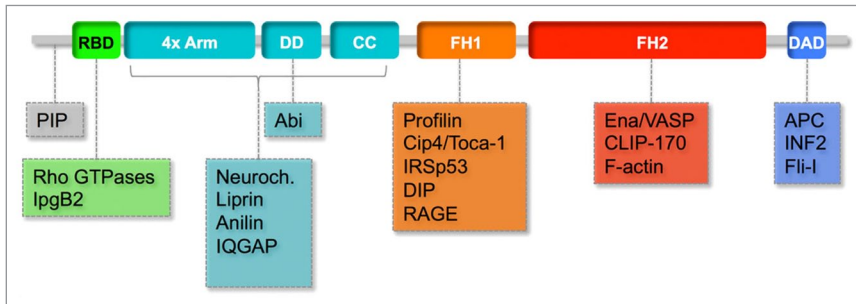 RBD 4x Arm DD CC FH1 FH2 DAD
PIP
Rho GTPases
IpgB2
Abi
Neuroch.
Liprin
Anilin
IQGAP
Profilin
Cip4/Toca-1
IRSp53
DIP
RAGE
Ena/VASP
CLIP-170
F-actin
APC
INF2
Fli-I